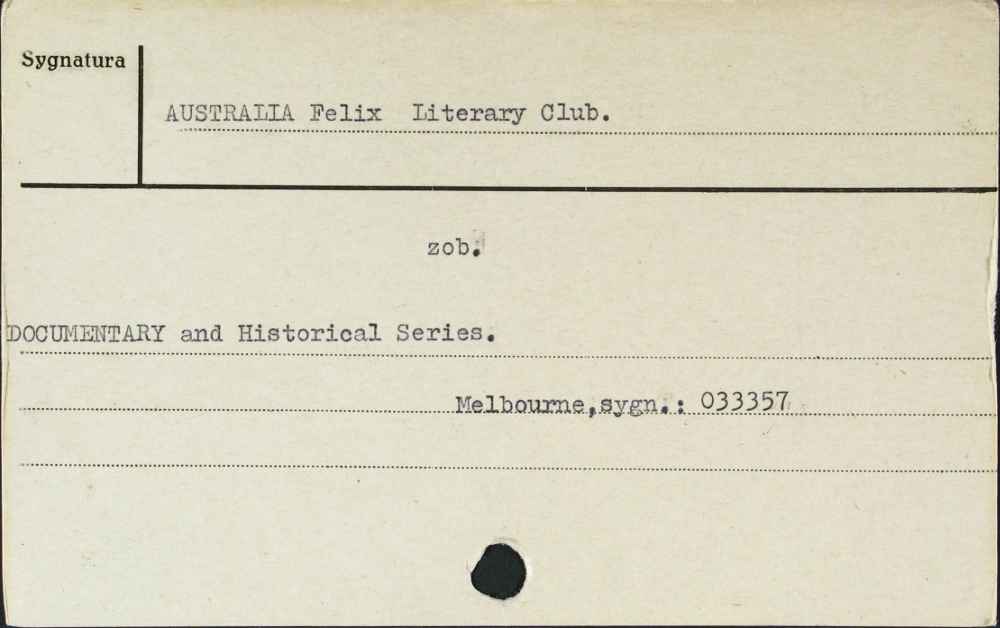 Sygnatura
AUSTRALIA Felix Literary Club.
zob.
DOCUMENTARY and Historical Series.
Melbourne,sygn.: 033357